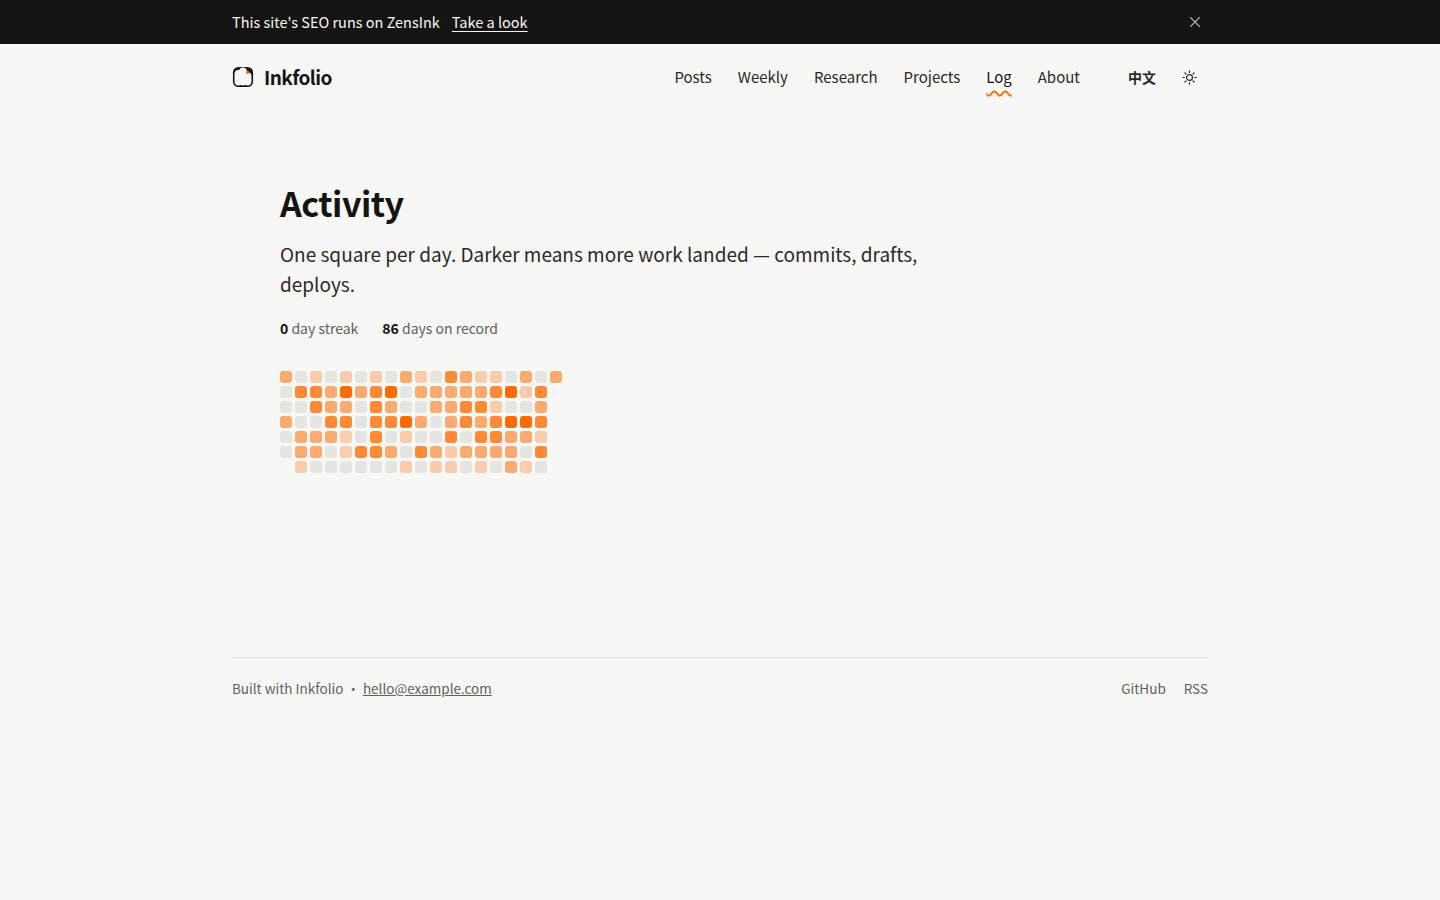 This site's SEO runs on ZensInk Take a look
Inkfolio
Posts Weekly Research Projects Log About 中文
Activity
One square per day. Darker means more work landed — commits, drafts,
deploys.
0 day streak 86 days on record
Built with Inkfolio • hello@example.com
GitHub RSS